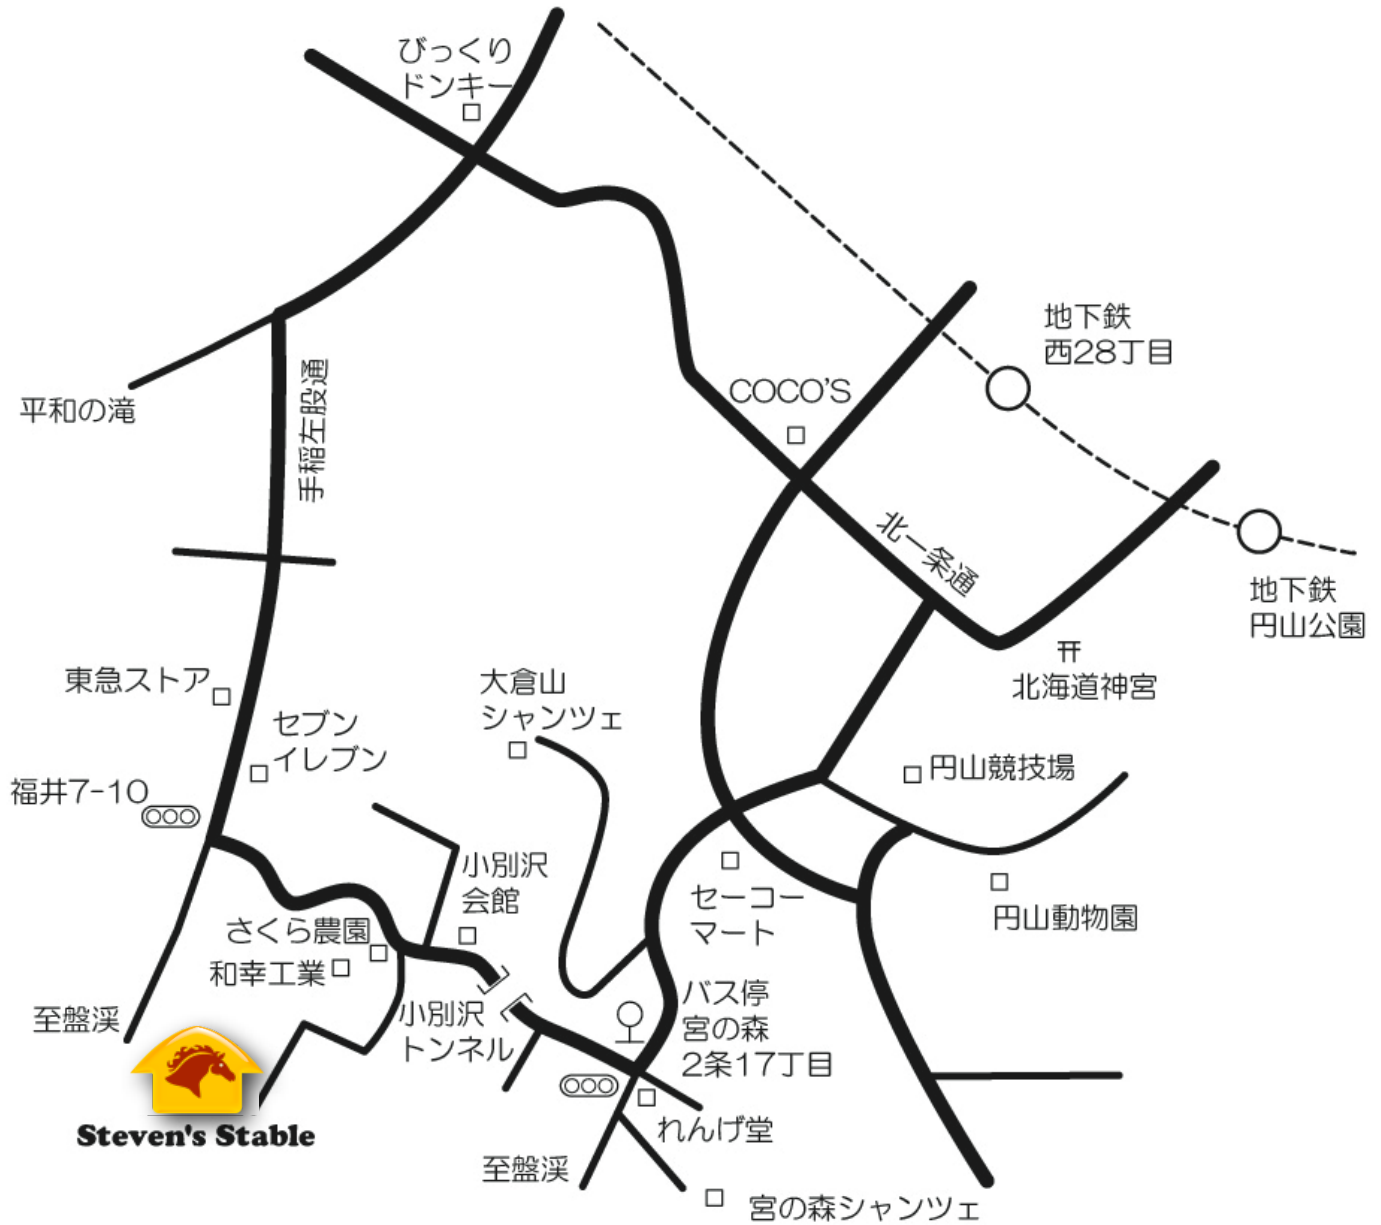 びっくり
ドンキー
地下鉄
西28丁目
COCO'S
平和の滝
手稲左股通
北一条通
地下鉄
円山公園
北海道神宮
東急ストア
大倉山
シャンツェ
セブン
イレブン
円山競技場
福井7-10
小別沢
会館
セーコー
マート
円山動物園
さくら農園
和幸工業
バス停
宮の森
2条17丁目
至盤渓
小別沢
トンネル
Steven's Stable
れんげ堂
至盤渓
宮の森シャンツェ